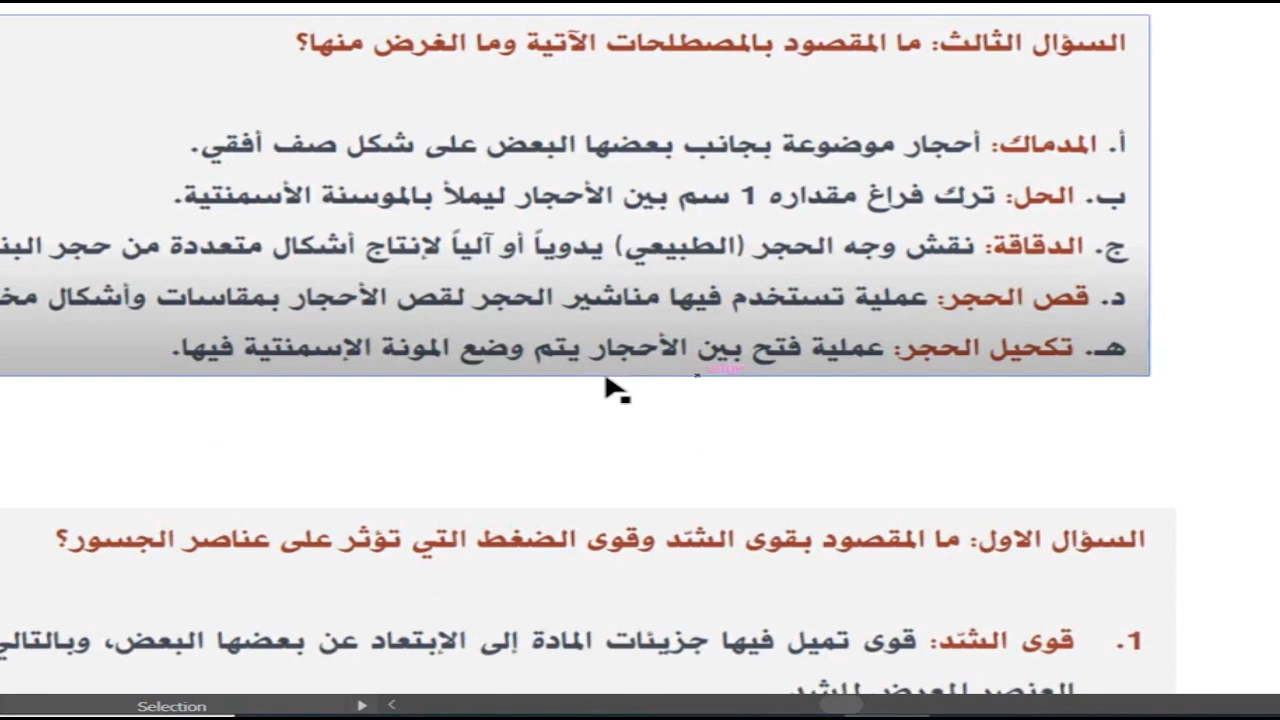 السؤال الثالث: ما المقصود بالمصطلحات الآتية وما الغرض منها؟
أ. المدماك: أحجار موضوعة بجانب بعضها البعض على شكل صف أفقي.
ب. الحل: ترك فراغ مقداره 1 سم بين الأحجار ليملأ بالموسنة الأسمنتية.
ج. الدقاقة: نقش وجه الحجر (الطبيعي) يدوياً أو آلياً لإنتاج أشكال متعددة من حجر
د. قص الحجر: عملية تستخدم فيها مناشير الحجر لقص الأحجار بمقاسات وأشكال
هـ. تكحيل الحجر: عملية فتح بين الأحجار يتم وضع المونة الإسمنتية فيها.
السؤال الاول: ما المقصود بقوى الشّد وقوى الضغط التي تؤثر على عناصر الجسور؟
1. قوى الشّد: قوى تميل فيها جزيئات المادة إلى الإبتعاد عن بعضها البعض، وبالتالي
Selection